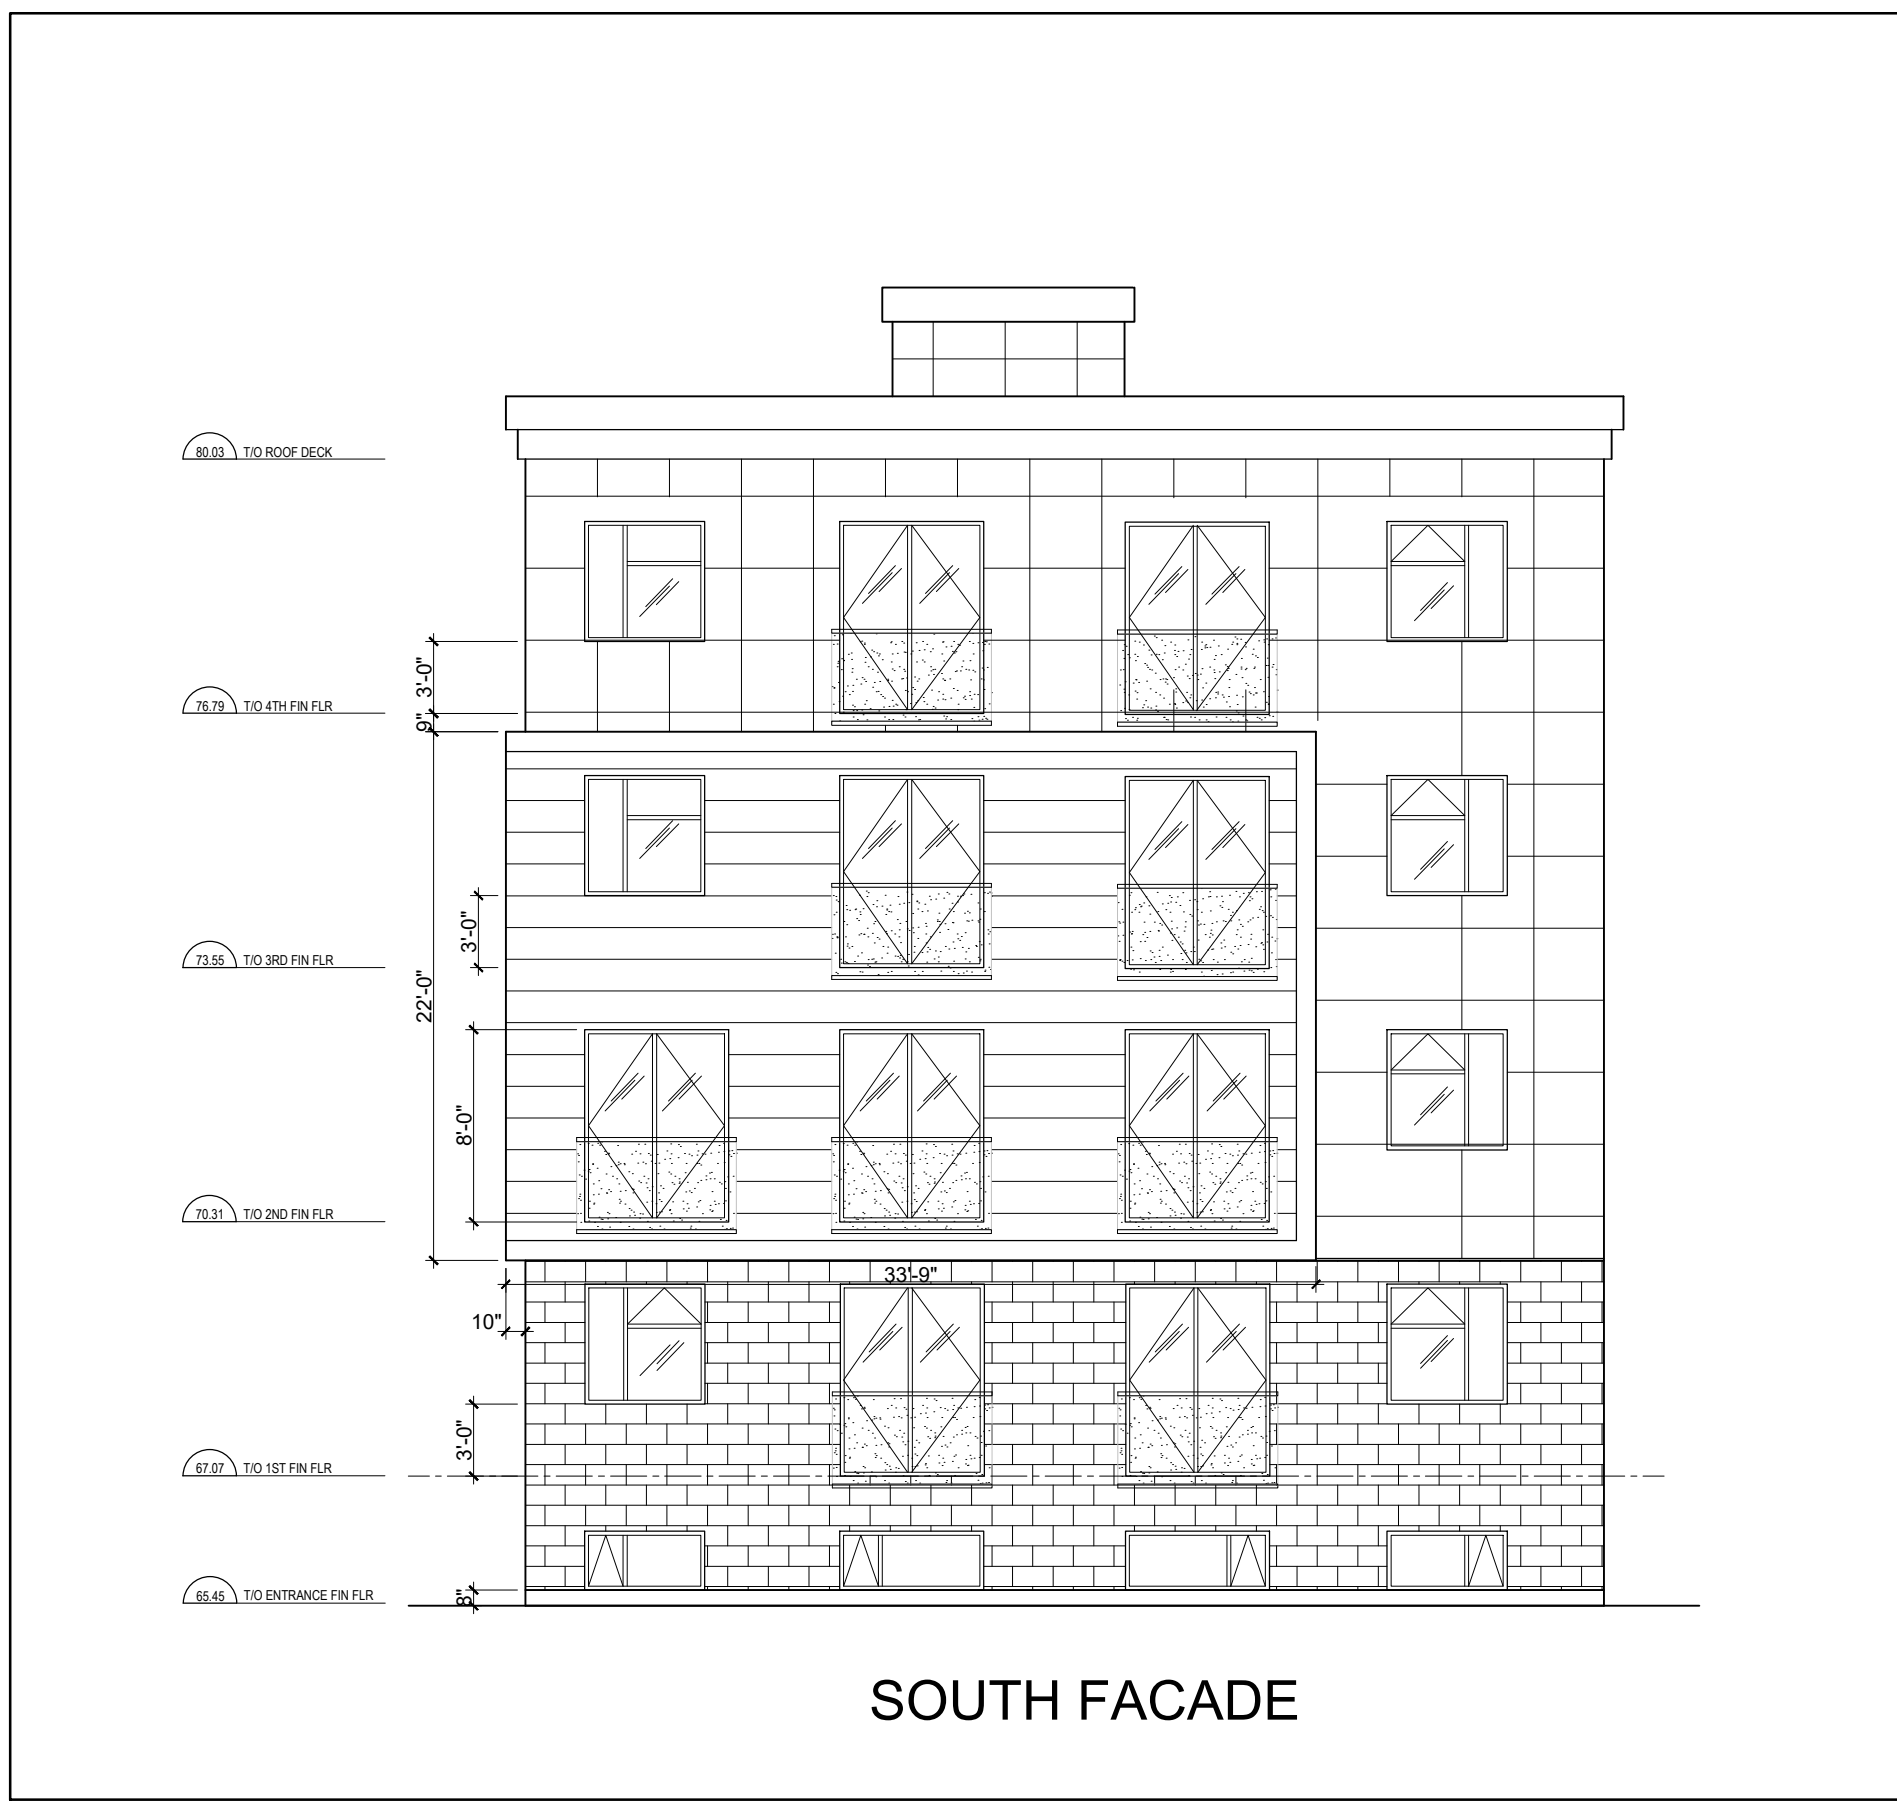 80.03 T/O ROOF DECK
3'-0"
76.79 T/O 4TH FIN FLR
9"
3'-0"
73.55 T/O 3RD FIN FLR
22'-0"
8'-0"
70.31 T/O 2ND FIN FLR
33'-9"
10"
3'-0"
67.07 T/O 1ST FIN FLR
65.45 T/O ENTRANCE FIN FLR
8"
SOUTH FACADE